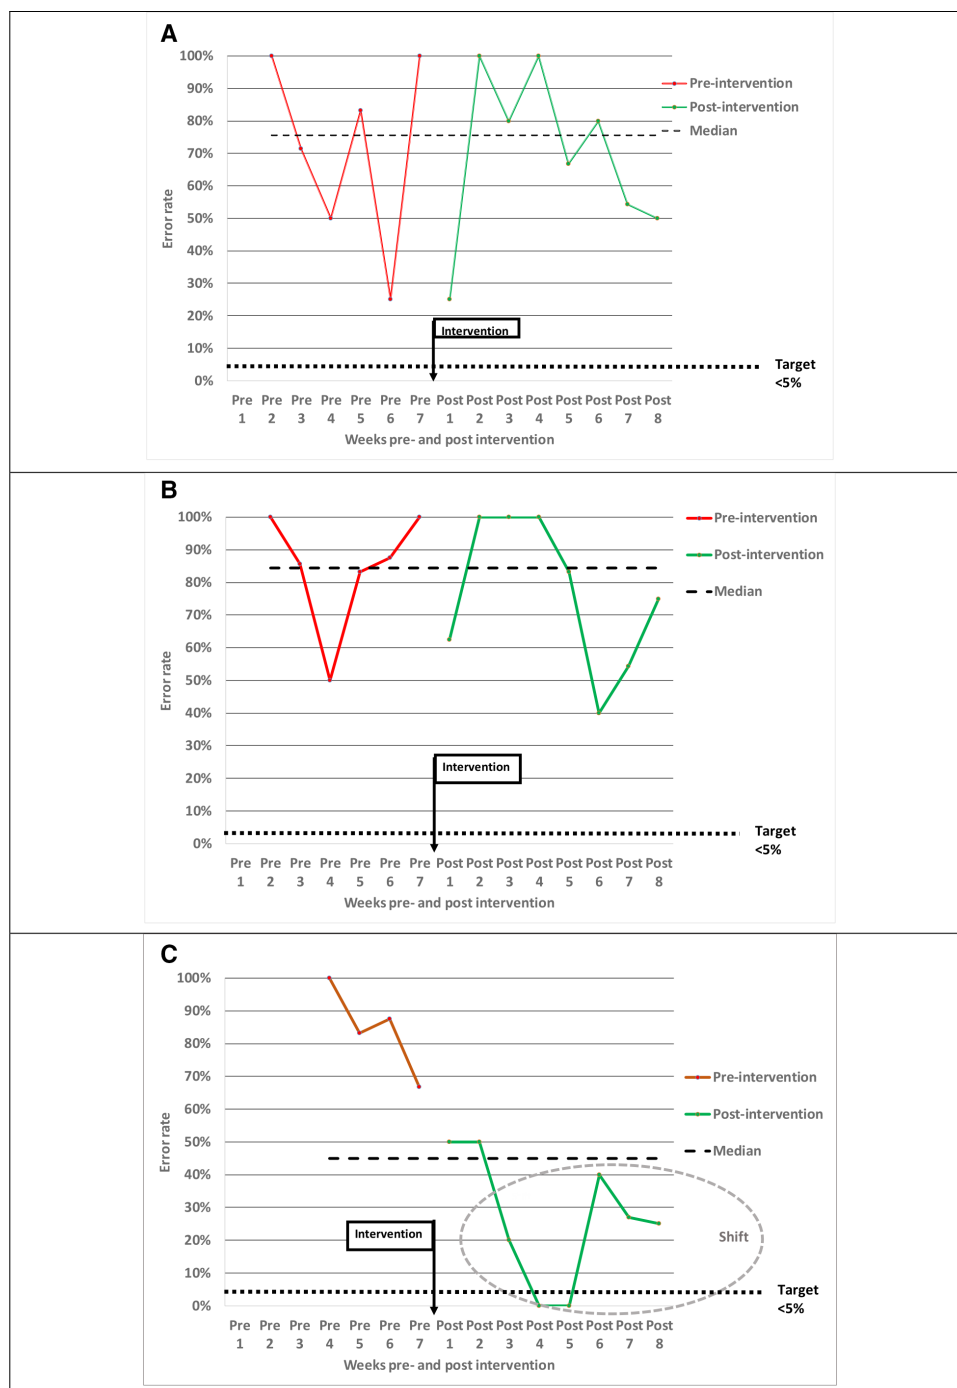 A
100%
90%
80%
70%
60%
50%
40%
30%
20%
10%
0%
Error rate
Pre-intervention
Post-intervention
Median
Intervention
Target
<5%
Pre Pre Pre Pre Pre Pre Pre Post Post Post Post Post Post Post Post
1 2 3 4 5 6 7 1 2 3 4 5 6 7 8
Weeks pre- and post intervention
B
100%
90%
80%
70%
60%
50%
40%
30%
20%
10%
0%
Error rate
Pre-intervention
Post-intervention
Median
Intervention
Target
<5%
Pre Pre Pre Pre Pre Pre Pre Post Post Post Post Post Post Post Post
1 2 3 4 5 6 7 1 2 3 4 5 6 7 8
Weeks pre- and post intervention
C
100%
90%
80%
70%
60%
50%
40%
30%
20%
10%
0%
Error rate
Pre-intervention
Post-intervention
Median
Intervention
Shift
Target
<5%
Pre Pre Pre Pre Pre Pre Pre Post Post Post Post Post Post Post Post
1 2 3 4 5 6 7 1 2 3 4 5 6 7 8
Weeks pre- and post intervention